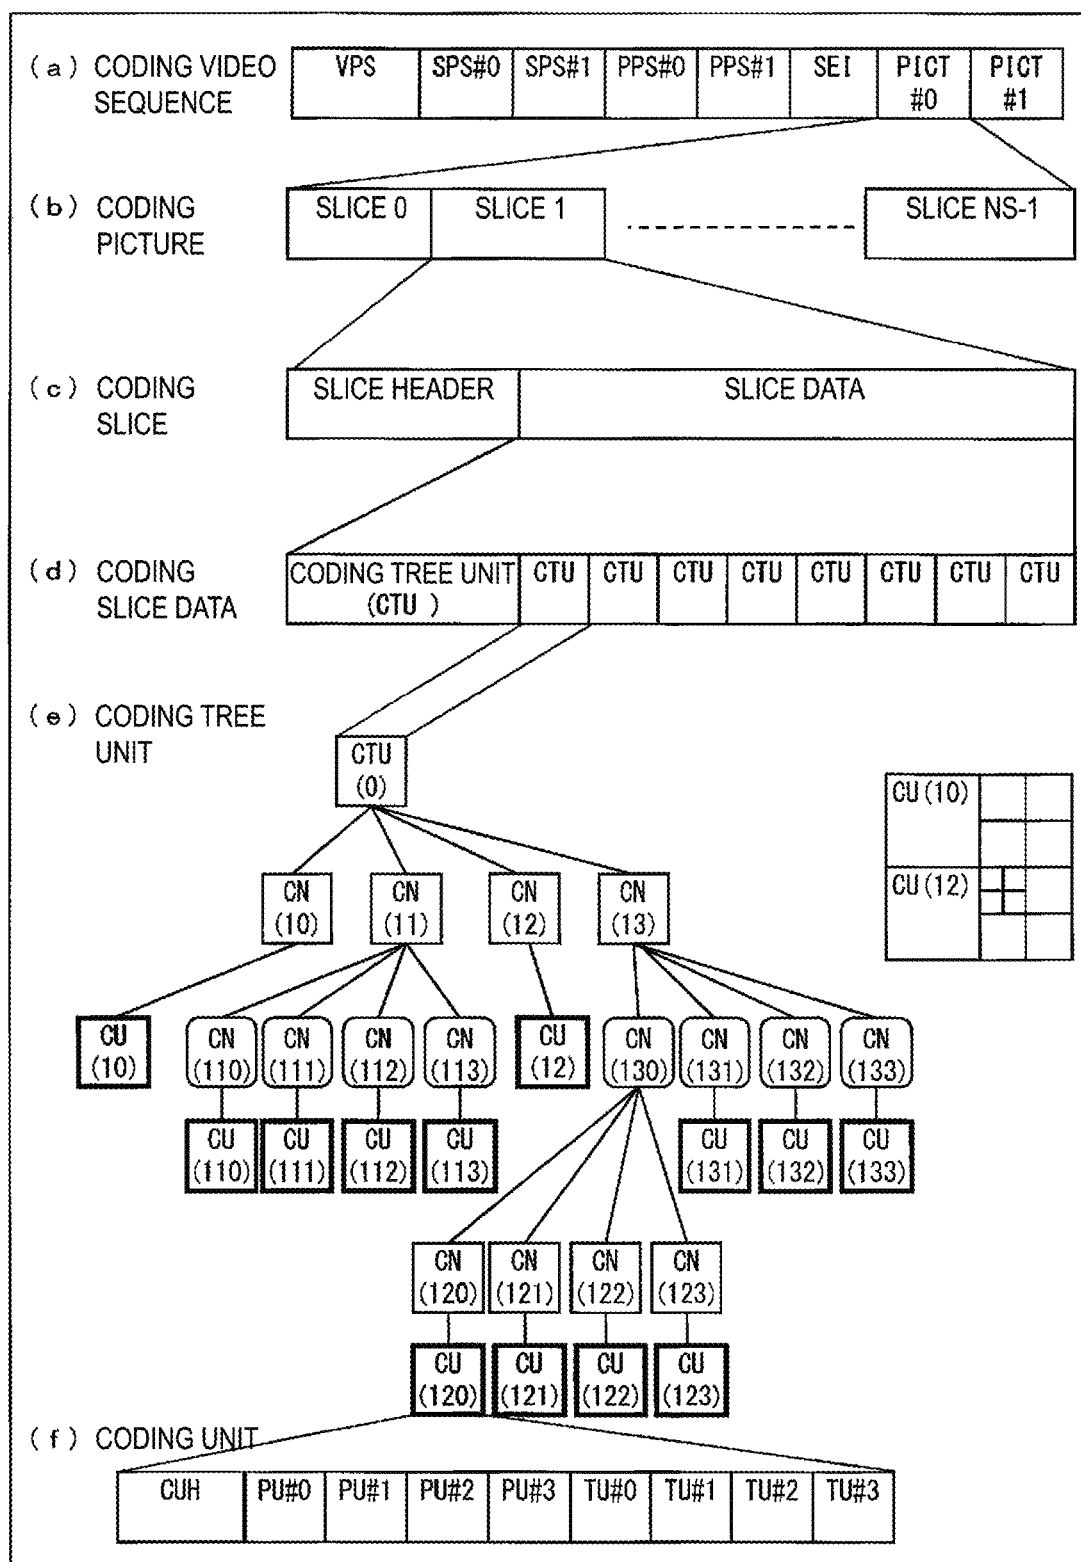 (a) CODING VIDEO
SEQUENCE
VPS
SPS#0
SPS#1
PPS#0
PPS#1
SEI
PICT
#0
PICT
#1
(b) CODING
PICTURE
SLICE 0
SLICE 1
SLICE NS-1
(c) CODING
SLICE
SLICE HEADER
SLICE DATA
(d) CODING
SLICE DATA
CODING TREE UNIT
(CTU )
CTU
CTU
CTU
CTU
CTU
CTU
CTU
CTU
(e) CODING TREE
UNIT
CTU
(0)
CU(10)
CU(12)
CN
(10)
CN
(11)
CN
(12)
CN
(13)
CU
(10)
CN
(110)
CN
(111)
CN
(112)
CN
(113)
CU
(12)
CN
(130)
CN
(131)
CN
(132)
CN
(133)
CU
(110)
CU
(111)
CU
(112)
CU
(113)
CU
(131)
CU
(132)
CU
(133)
CN
(120)
CN
(121)
CN
(122)
CN
(123)
CU
(120)
CU
(121)
CU
(122)
CU
(123)
(f) CODING UNIT
CUH
PU#0
PU#1
PU#2
PU#3
TU#0
TU#1
TU#2
TU#3